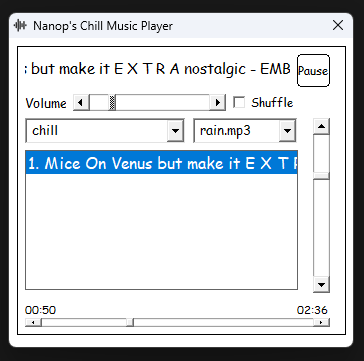 Nanop's Chill Music Player
: but make it E X T R A nostalgic - EMB
Pause
Volume
Shuffle
chill
rain.mp3
1. Mice On Venus but make it E X T R
00:50
02:36